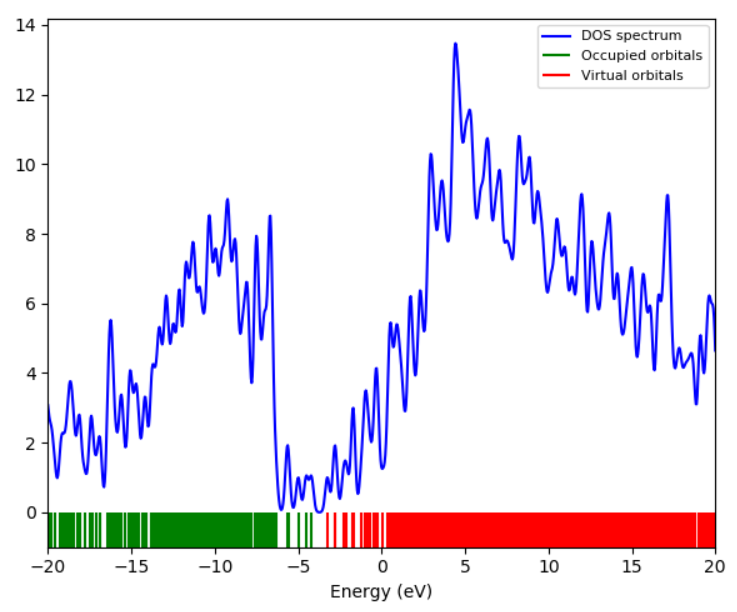 14
12
10
8
6
4
2
0
DOS spectrum
Occupied orbitals
Virtual orbitals
−20 −15 −10 −5 0 5 10 15 20
Energy (eV)